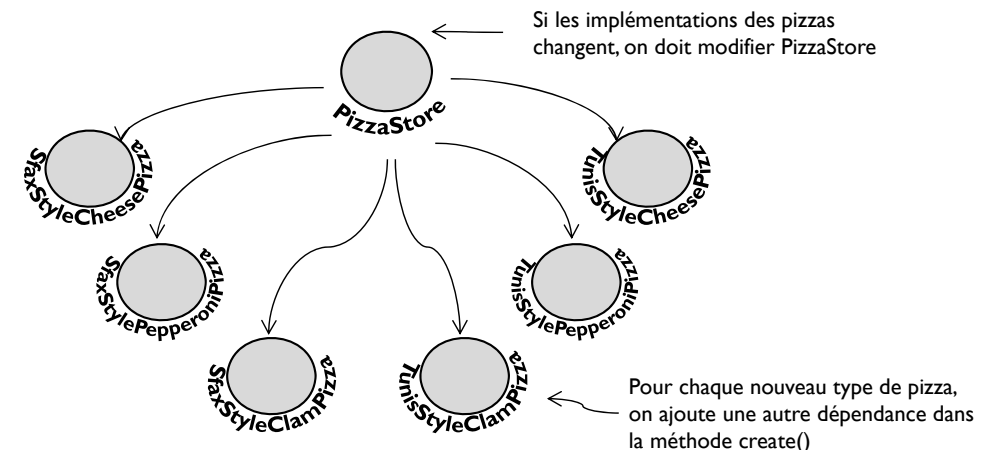 Si les implémentations des pizzas
changent, on doit modifier PizzaStore
PizzaStore
SfaxStyleCheesePizza
TunisStyleCheesePizza
SfaxStylePepperoniPizza
TunisStylePepperoniPizza
SfaxStyleClamPizza
TunisStyleClamPizza
Pour chaque nouveau type de pizza,
on ajoute une autre dépendance dans
la méthode create()